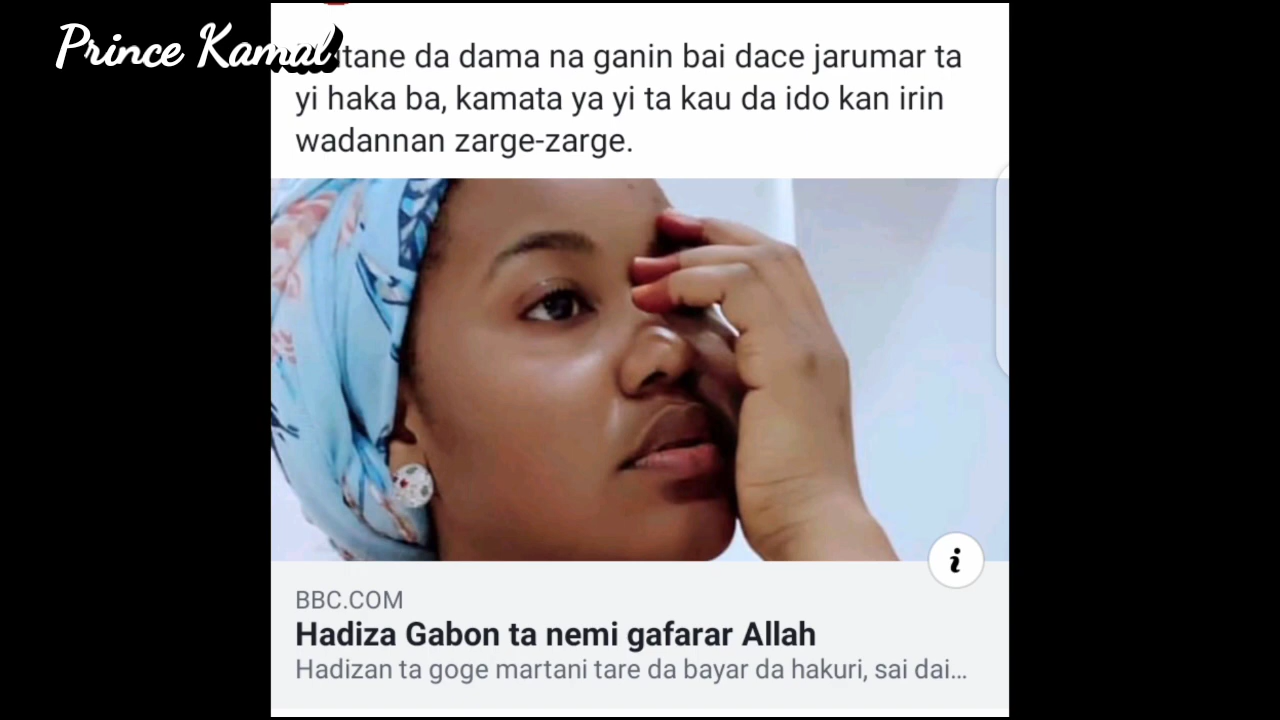 Prince Kamal
da dama na ganin bai dace jarumar ta
yi haka ba, kamata ya yi ta kau da ido kan irin
wadannan zarge-zarge.
i
BBC.COM
Hadiza Gabon ta nemi gafarar Allah
Hadizan ta goge martani tare da bayar da hakuri, sai dai...